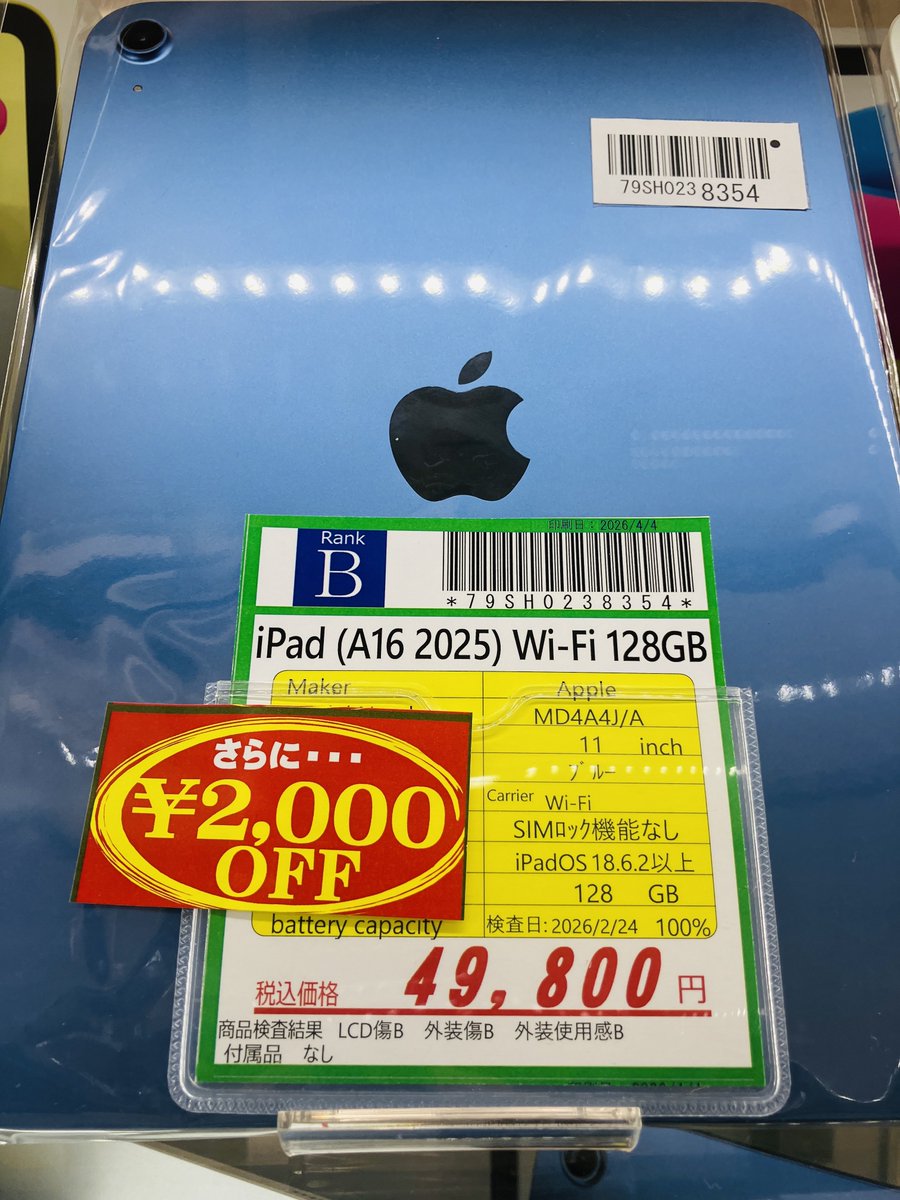 79SH023 8354
印刷日：2026/4/4
Rank
B
*79SH0238354*
iPad (A16 2025) Wi-Fi 128GB
Maker Apple
MD4A4J/A
11 inch
ブルー
Carrier Wi-Fi
SIMロック機能なし
iPadOS 18.6.2以上
128 GB
さらに・・・
¥2,000
OFF
battery capacity 検査日：2026/2/24 100%
税込価格 49,800円
商品検査結果 LCD傷B 外装傷B 外装使用感B
付属品 なし